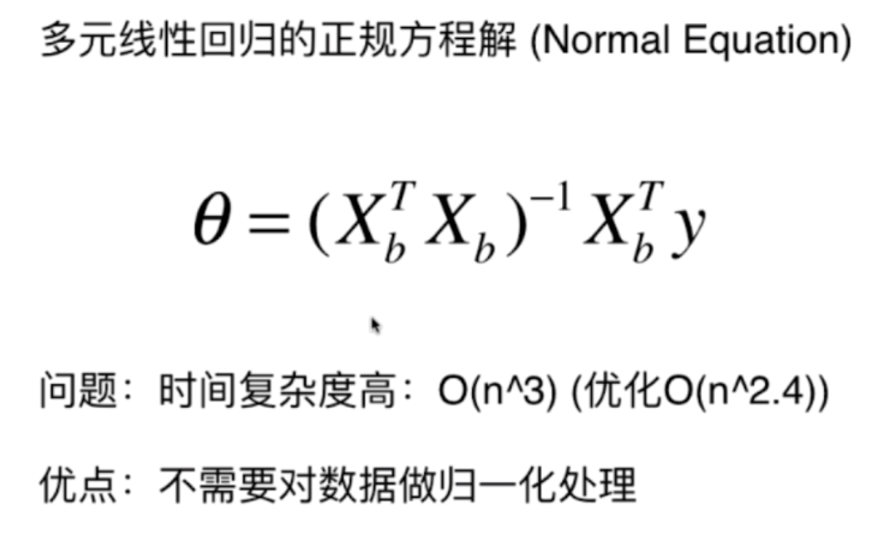 多元线性回归的正规方程解 (Normal Equation)
θ = (X_b^T X_b)^{-1} X_b^T y
问题：时间复杂度高：O(n^3) (优化O(n^2.4))
优点：不需要对数据做归一化处理